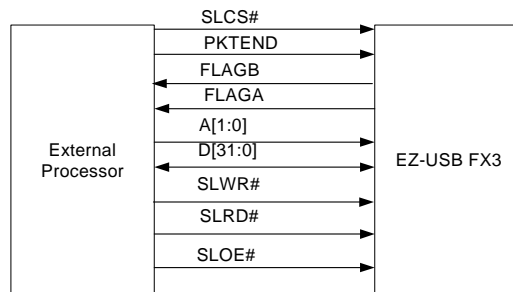 SLCS#
PKTEND
FLAGB
FLAGA
A[1:0]
D[31:0]
External
Processor
EZ-USB FX3
SLWR#
SLRD#
SLOE#